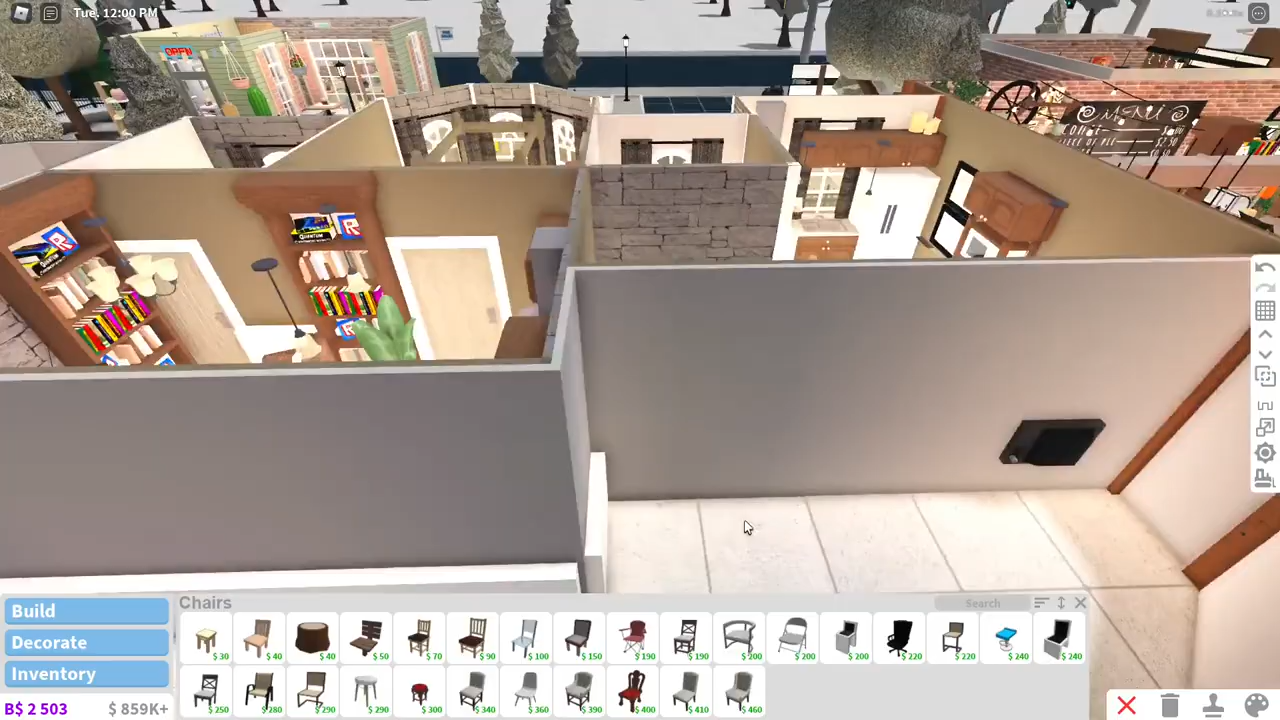 Tue. 12:00 PM
OPEN
MENU
QUANTUM
QUANTUM
Chairs
Search
Build
Decorate
Inventory
B$ 2 503
$ 859K+
$ 30
$ 40
$ 40
$ 50
$ 70
$ 90
$ 100
$ 150
$ 190
$ 190
$ 200
$ 200
$ 200
$ 220
$ 220
$ 240
$ 240
$ 250
$ 280
$ 290
$ 290
$ 300
$ 340
$ 360
$ 390
$ 400
$ 410
$ 460